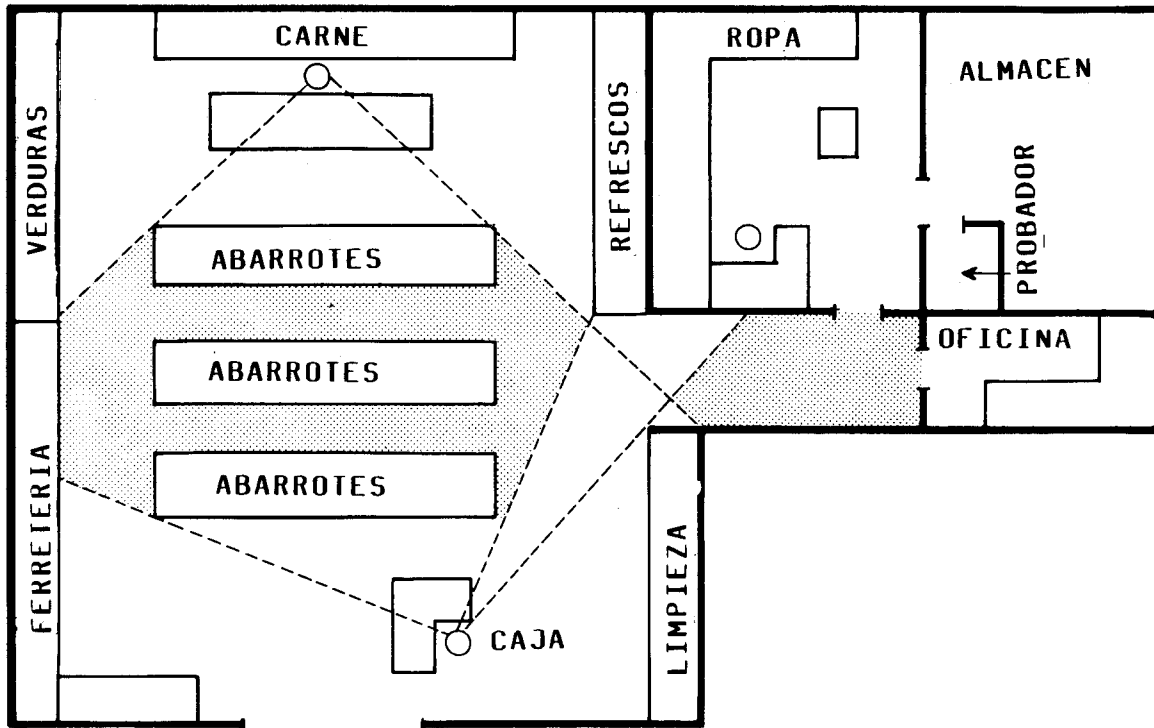 CARNE
ROPA
ALMACEN
VERDURAS
REFRESCOS
PROBADOR
ABARROTES
OFICINA
ABARROTES
ABARROTES
FERRETERIA
LIMPIEZA
CAJA